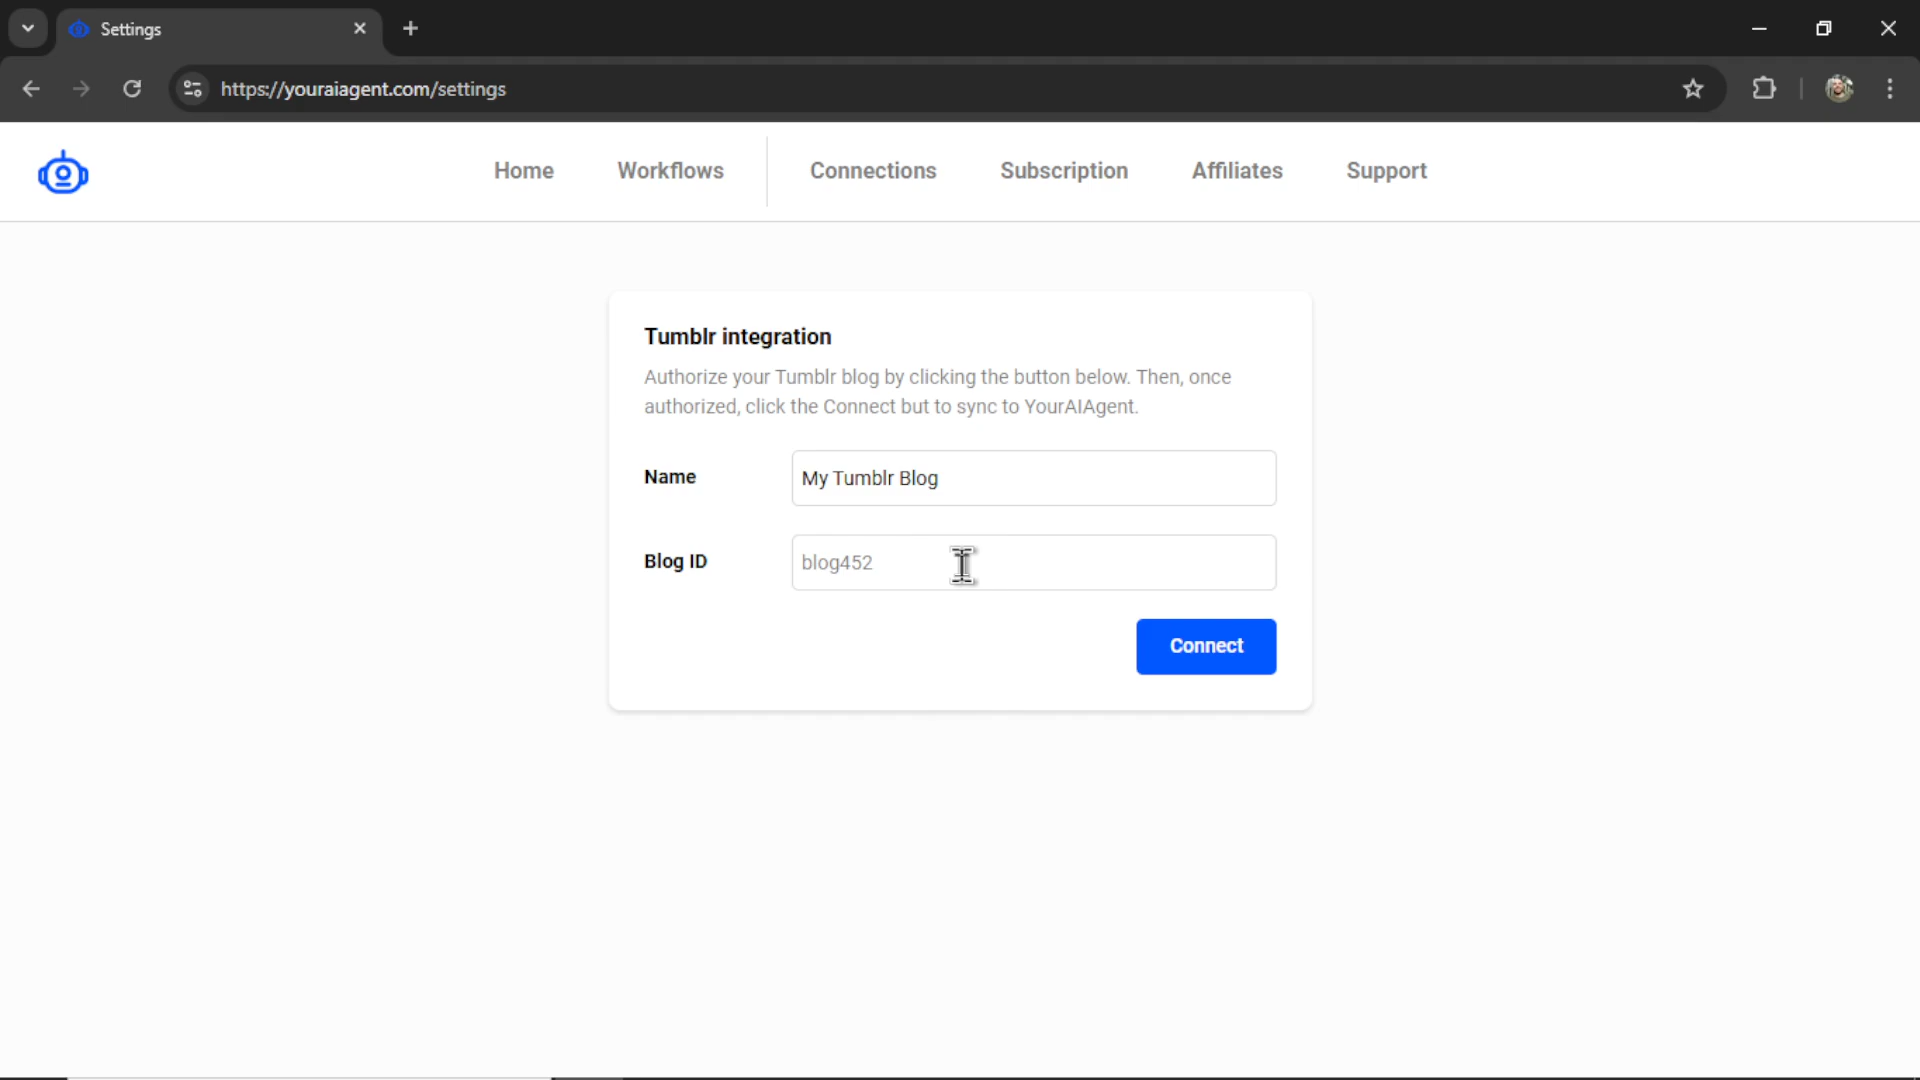 Settings
https://youraiagent.com/settings
Home Workflows Connections Subscription Affiliates Support
Tumblr integration
Authorize your Tumblr blog by clicking the button below. Then, once
authorized, click the Connect but to sync to YourAIAgent.
Name My Tumblr Blog
Blog ID blog452
Connect